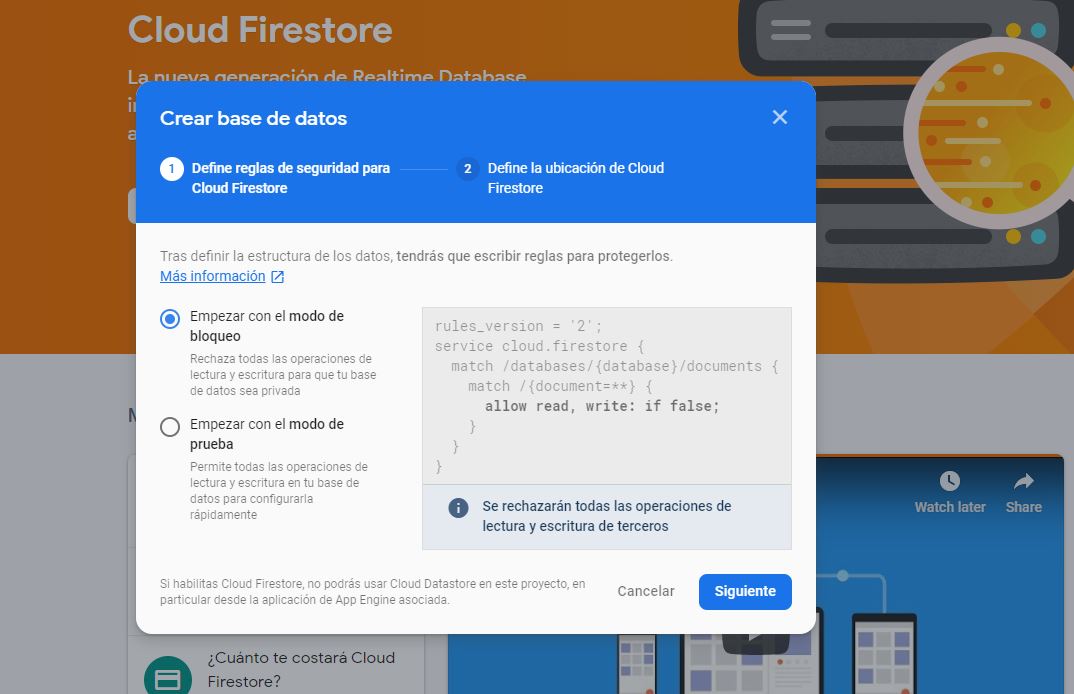 Cloud Firestore
La nueva generación de Realtime Database
Crear base de datos
1 Define reglas de seguridad para
Cloud Firestore
2 Define la ubicación de Cloud
Firestore
Tras definir la estructura de los datos, tendrás que escribir reglas para protegerlos.
Más información
Empezar con el modo de
bloqueo
Rechaza todas las operaciones de
lectura y escritura para que tu base
de datos sea privada
Empezar con el modo de
prueba
Permite todas las operaciones de
lectura y escritura en tu base de
datos para configurarla
rápidamente
rules_version = '2';
service cloud.firestore {
match /databases/{database}/documents {
match /{document=**} {
allow read, write: if false;
}
}
}
Se rechazarán todas las operaciones de
lectura y escritura de terceros
Si habilitas Cloud Firestore, no podrás usar Cloud Datastore en este proyecto, en
particular desde la aplicación de App Engine asociada.
Cancelar
Siguiente
Watch later
Share
¿Cuánto te costará Cloud
Firestore?